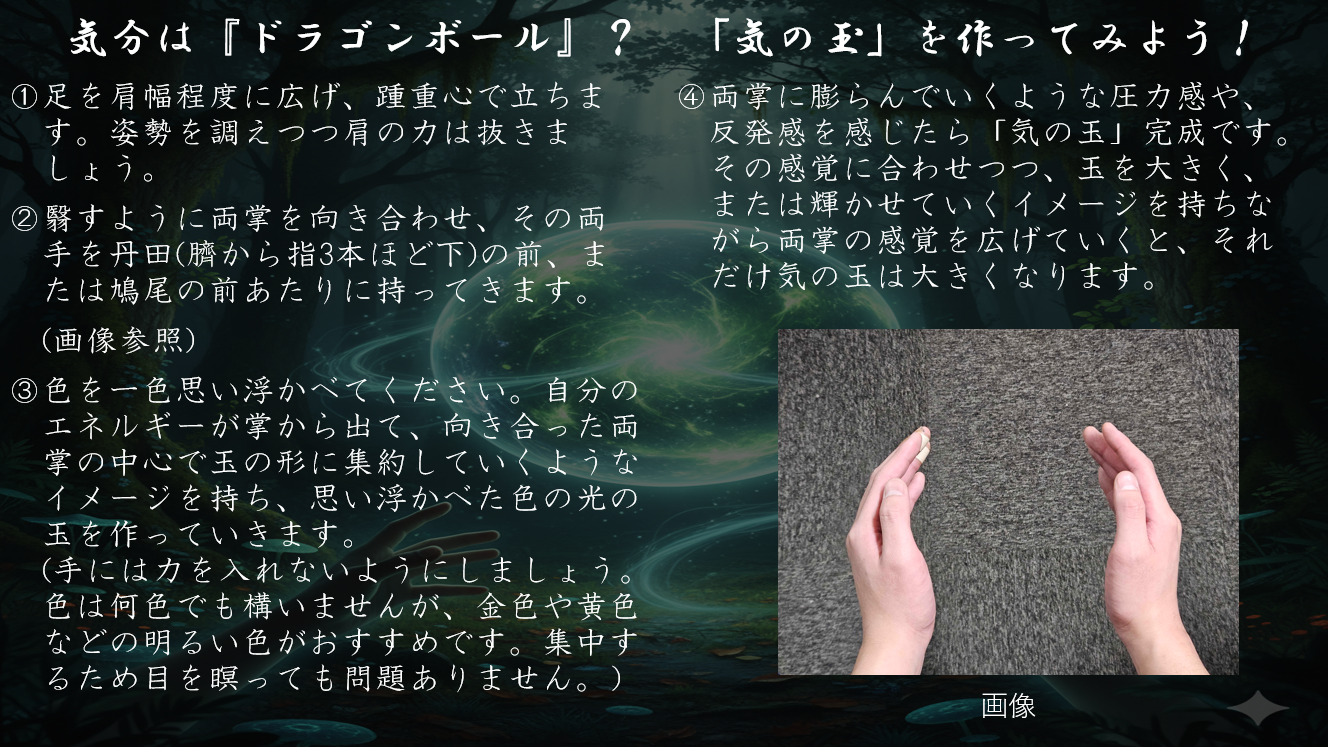 気分は『ドラゴンボール』？　「気の玉」を作ってみよう！
①足を肩幅程度に広げ、踵重心で立ちま
す。姿勢を調えつつ肩の力は抜きま
しょう。
②翳すように両掌を向き合わせ、その両
手を丹田(臍から指3本ほど下)の前、ま
たは鳩尾の前あたりに持ってきます。
(画像参照)
③色を一色思い浮かべてください。自分の
エネルギーが掌から出て、向き合った両
掌の中心で玉の形に集約していくような
イメージを持ち、思い浮かべた色の光の
玉を作っていきます。
(手には力を入れないようにしましょう。
色は何色でも構いませんが、金色や黄色
などの明るい色がおすすめです。集中す
るため目を瞑っても問題ありません。)
④両掌に膨らんでいくような圧力感や、
反発感を感じたら「気の玉」完成です。
その感覚に合わせつつ、玉を大きく、
または輝かせていくイメージを持ちな
がら両掌の感覚を広げていくと、それ
だけ気の玉は大きくなります。
画像